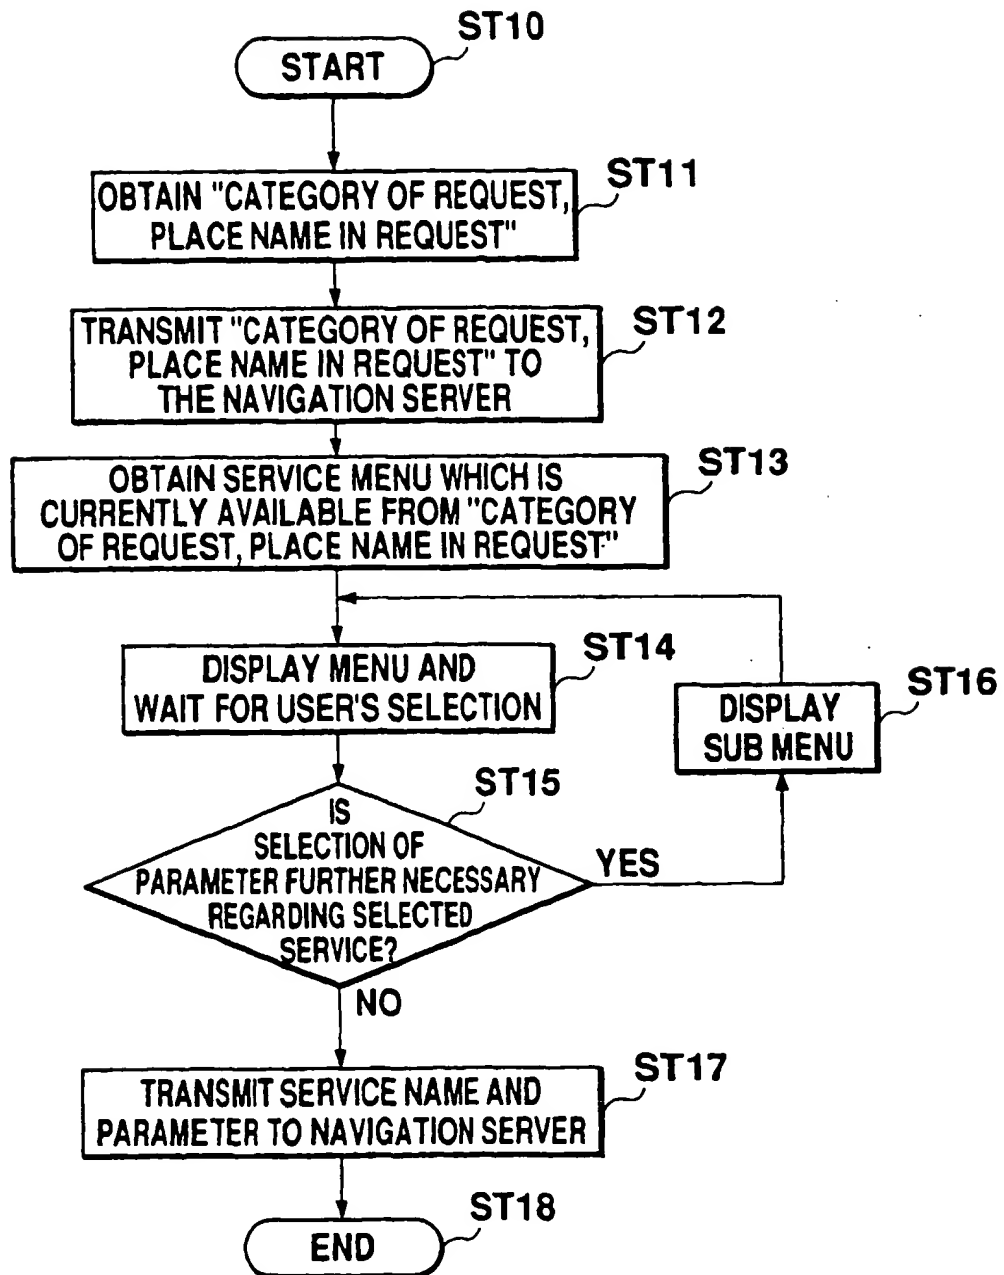 ST10
START
ST11
OBTAIN "CATEGORY OF REQUEST,
PLACE NAME IN REQUEST"
ST12
TRANSMIT "CATEGORY OF REQUEST,
PLACE NAME IN REQUEST" TO
THE NAVIGATION SERVER
ST13
OBTAIN SERVICE MENU WHICH IS
CURRENTLY AVAILABLE FROM "CATEGORY
OF REQUEST, PLACE NAME IN REQUEST"
ST14
DISPLAY MENU AND
WAIT FOR USER'S SELECTION
ST16
DISPLAY
SUB MENU
ST15
IS
SELECTION OF
PARAMETER FURTHER NECESSARY
REGARDING SELECTED
SERVICE?
YES
NO
ST17
TRANSMIT SERVICE NAME AND
PARAMETER TO NAVIGATION SERVER
ST18
END